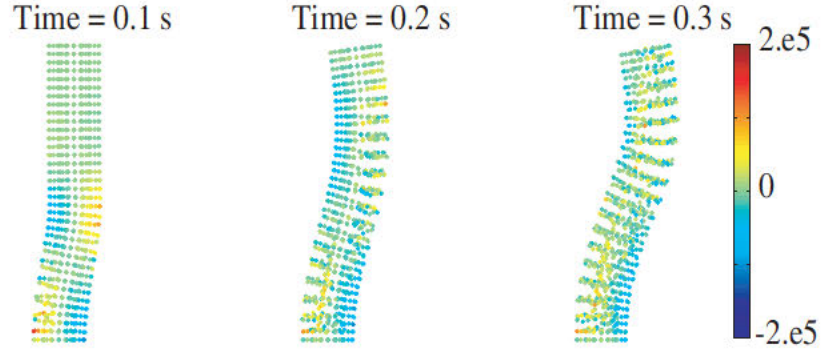 Time = 0.1 s
Time = 0.2 s
Time = 0.3 s
2.e5
0
-2.e5